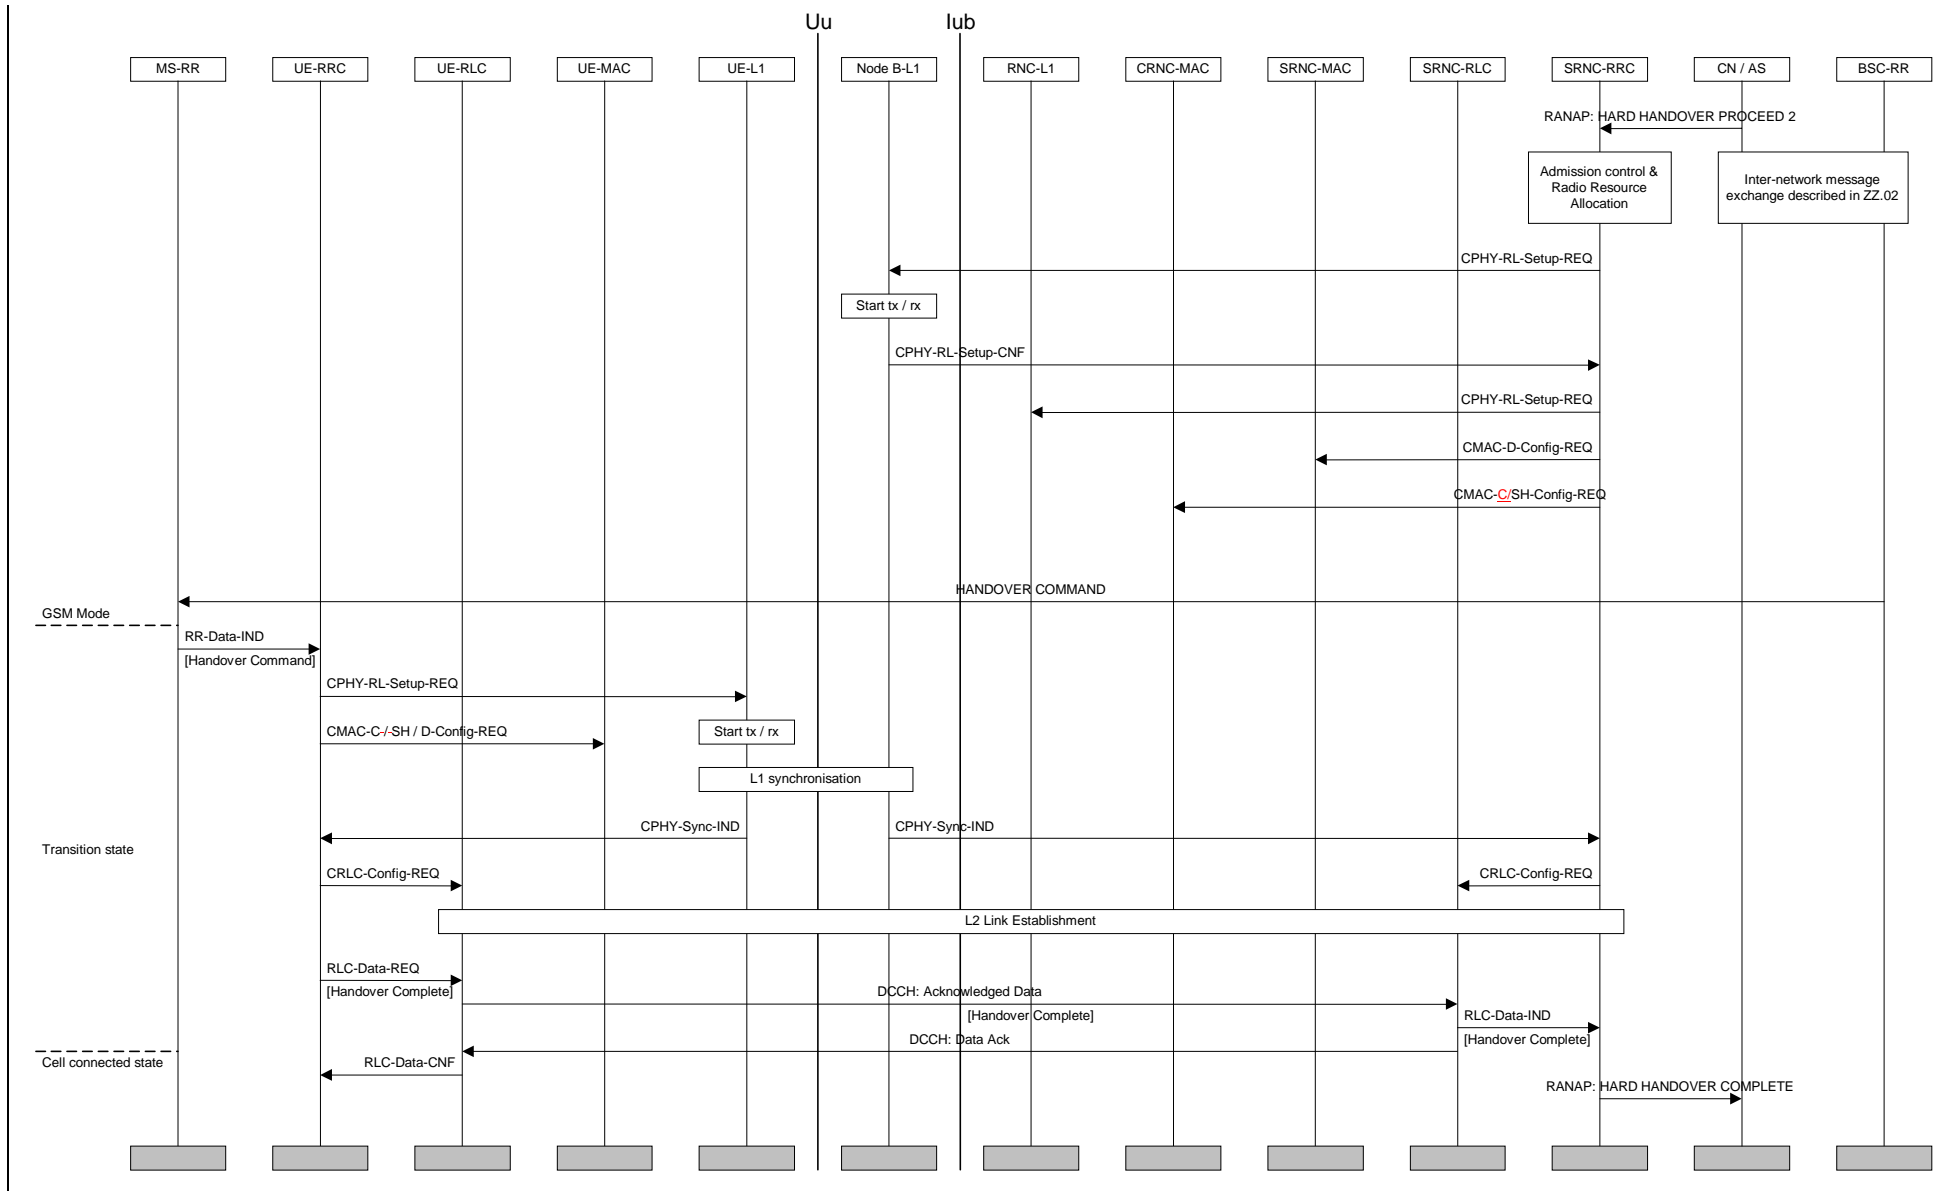 Uu
Iub
MS-RR
UE-RRC
UE-RLC
UE-MAC
UE-L1
Node B-L1
RNC-L1
CRNC-MAC
SRNC-MAC
SRNC-RLC
SRNC-RRC
CN / AS
BSC-RR
RANAP: HARD HANDOVER PROCEED 2
Admission control &
Radio Resource
Allocation
Inter-network message
exchange described in ZZ.02
CPHY-RL-Setup-REQ
Start tx / rx
CPHY-RL-Setup-CNF
CPHY-RL-Setup-REQ
CMAC-D-Config-REQ
CMAC-C/SH-Config-REQ
HANDOVER COMMAND
GSM Mode
RR-Data-IND
[Handover Command]
CPHY-RL-Setup-REQ
CMAC-C-/-SH / D-Config-REQ
Start tx / rx
L1 synchronisation
CPHY-Sync-IND
CPHY-Sync-IND
Transition state
CRLC-Config-REQ
CRLC-Config-REQ
L2 Link Establishment
RLC-Data-REQ
[Handover Complete]
DCCH: Acknowledged Data
[Handover Complete]
RLC-Data-IND
[Handover Complete]
DCCH: Data Ack
Cell connected state
RLC-Data-CNF
RANAP: HARD HANDOVER COMPLETE